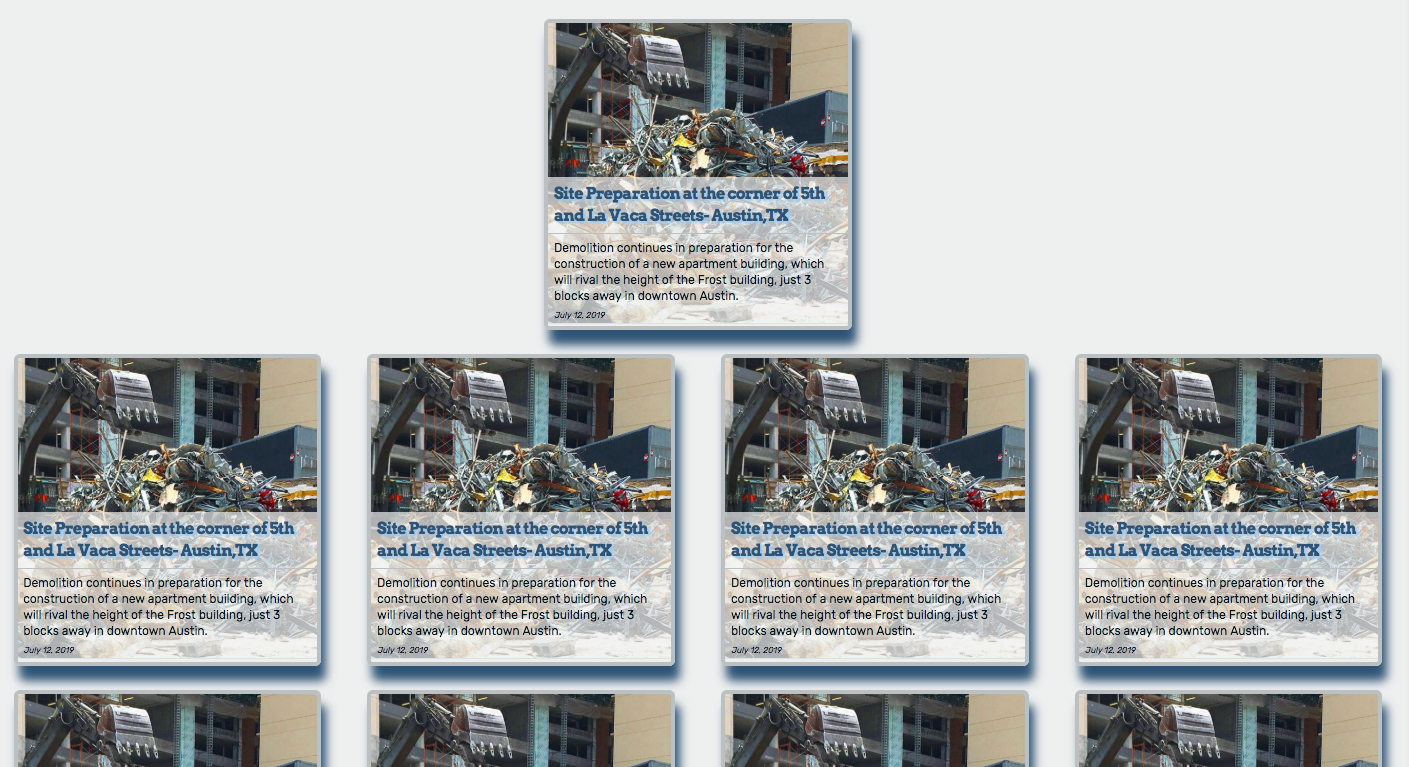 Site Preparation at the corner of 5th
and La Vaca Streets- Austin,TX
Demolition continues in preparation for the
construction of a new apartment building, which
will rival the height of the Frost building, just 3
blocks away in downtown Austin.
July 12, 2019
Site Preparation at the corner of 5th
and La Vaca Streets- Austin,TX
Demolition continues in preparation for the
construction of a new apartment building, which
will rival the height of the Frost building, just 3
blocks away in downtown Austin.
July 12, 2019
Site Preparation at the corner of 5th
and La Vaca Streets- Austin,TX
Demolition continues in preparation for the
construction of a new apartment building, which
will rival the height of the Frost building, just 3
blocks away in downtown Austin.
July 12, 2019
Site Preparation at the corner of 5th
and La Vaca Streets- Austin,TX
Demolition continues in preparation for the
construction of a new apartment building, which
will rival the height of the Frost building, just 3
blocks away in downtown Austin.
July 12, 2019
Site Preparation at the corner of 5th
and La Vaca Streets- Austin,TX
Demolition continues in preparation for the
construction of a new apartment building, which
will rival the height of the Frost building, just 3
blocks away in downtown Austin.
July 12, 2019